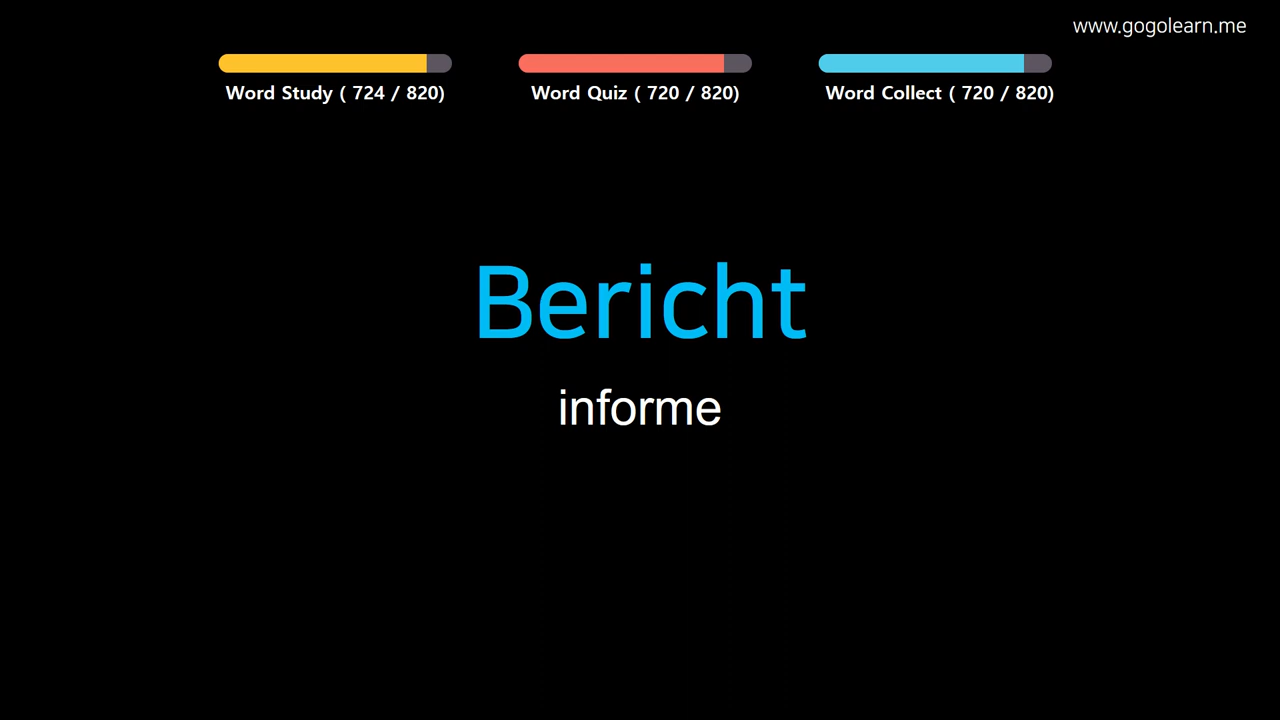 www.gogolearn.me
Word Study ( 724 / 820)
Word Quiz ( 720 / 820)
Word Collect ( 720 / 820)
Bericht
informe